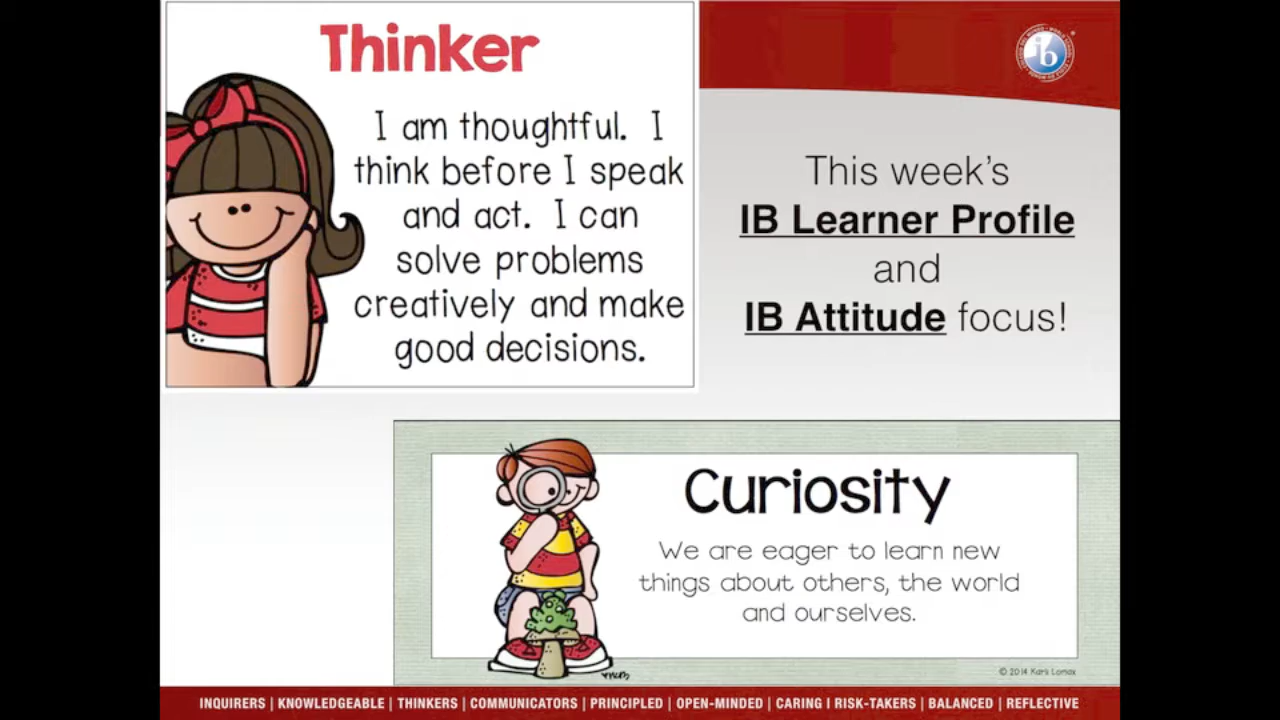 Thinker
I am thoughtful. I
think before I speak
and act. I can
solve problems
creatively and make
good decisions.
ib
This week's
IB Learner Profile
and
IB Attitude focus!
Curiosity
We are eager to learn new
things about others, the world
and ourselves.
© 2014 Karli Lomax
INQUIRERS | KNOWLEDGEABLE | THINKERS | COMMUNICATORS | PRINCIPLED | OPEN-MINDED | CARING I RISK-TAKERS | BALANCED | REFLECTIVE